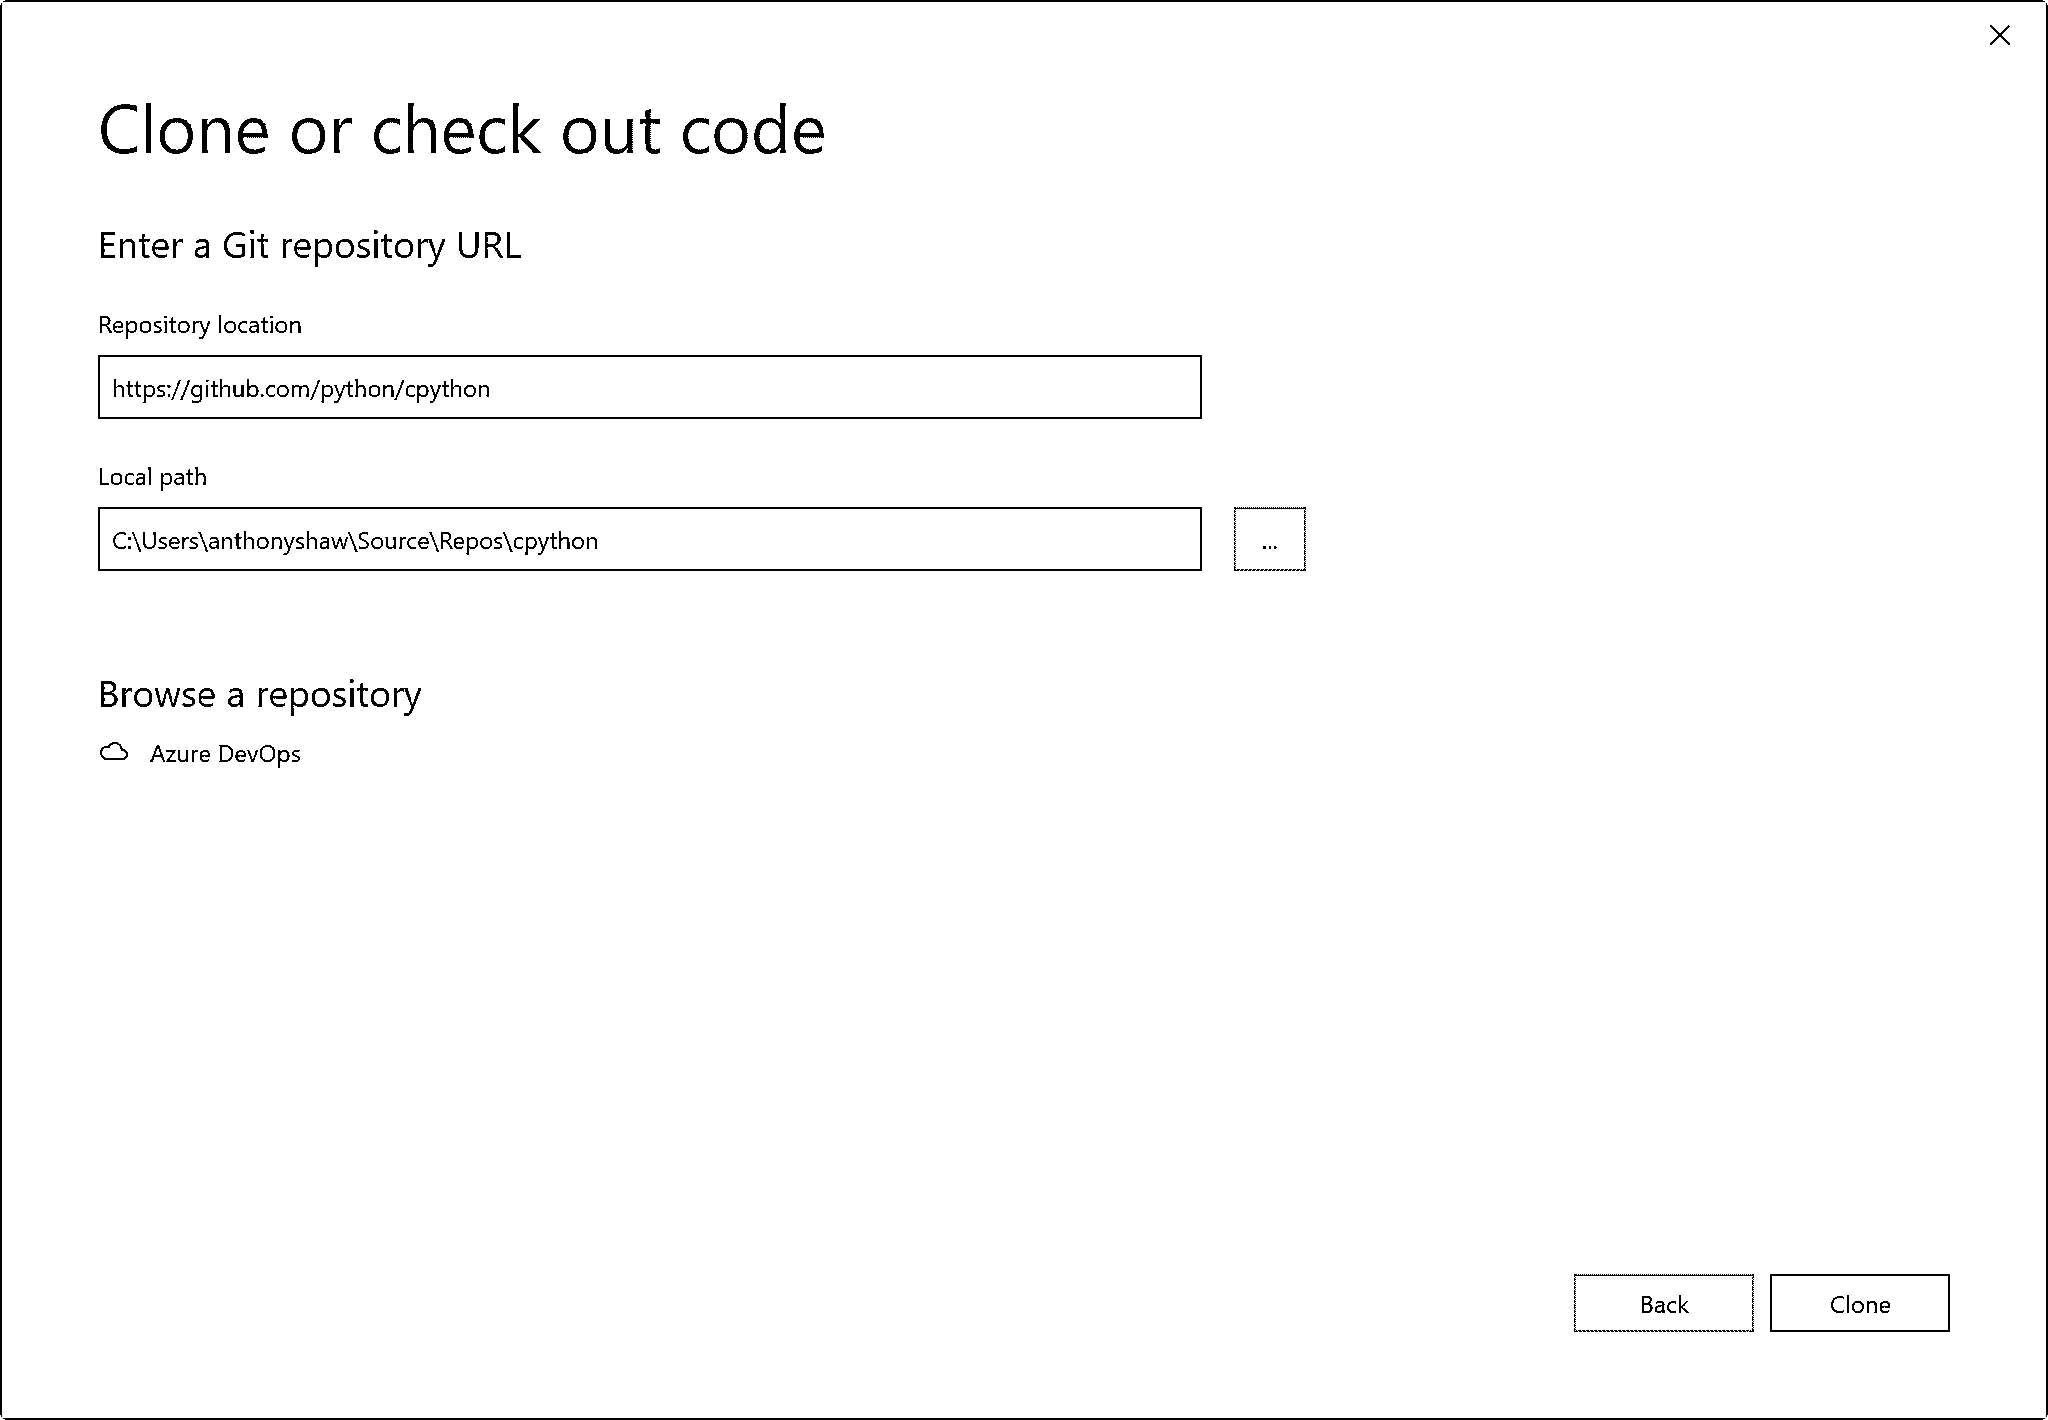 Clone or check out code
Enter a Git repository URL
Repository location
https://github.com/python/cpython
Local path
C:\Users\anthonyshaw\Source\Repos\cpython
...
Browse a repository
Azure DevOps
Back
Clone